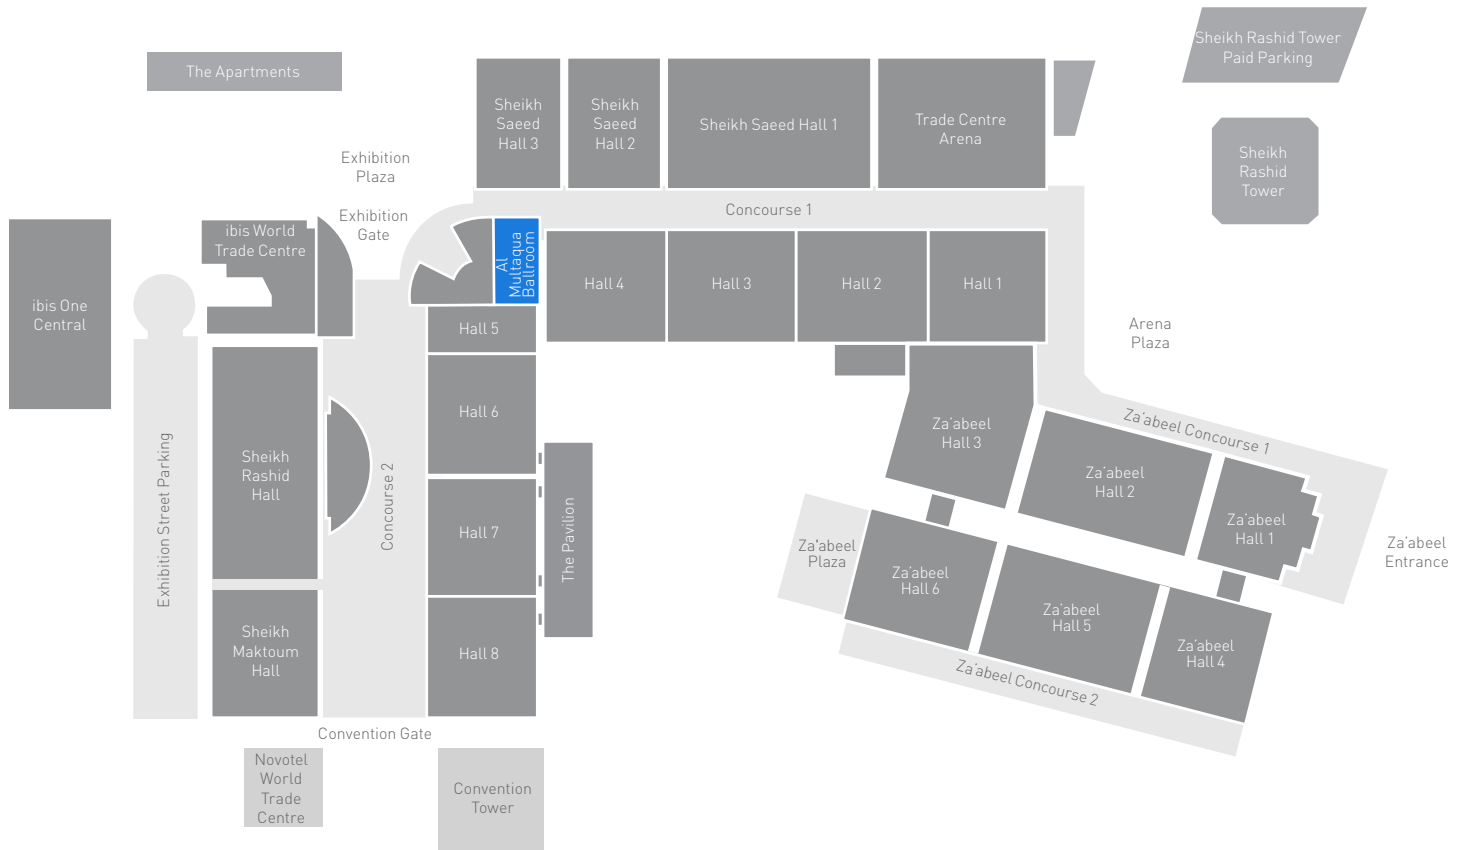 Sheikh Rashid Tower
Paid Parking
The Apartments
Sheikh
Saeed
Hall 3
Sheikh
Saeed
Hall 2
Sheikh Saeed Hall 1
Trade Centre
Arena
Sheikh
Rashid
Tower
Exhibition
Plaza
Exhibition
Gate
Concourse 1
ibis World
Trade Centre
Al
Multaqua
Ballroom
Hall 4
Hall 3
Hall 2
Hall 1
ibis One
Central
Hall 5
Arena
Plaza
Hall 6
Za'abeel
Hall 3
Za'abeel Concourse 1
Sheikh
Rashid
Hall
Exhibition Street Parking
Concourse 2
Za'abeel
Hall 2
Za'abeel
Hall 1
Hall 7
The Pavilion
Za'abeel
Plaza
Za'abeel
Entrance
Za'abeel
Hall 6
Za'abeel
Hall 5
Sheikh
Maktoum
Hall
Hall 8
Za'abeel
Hall 4
Za'abeel Concourse 2
Convention Gate
Novotel
World
Trade
Centre
Convention
Tower